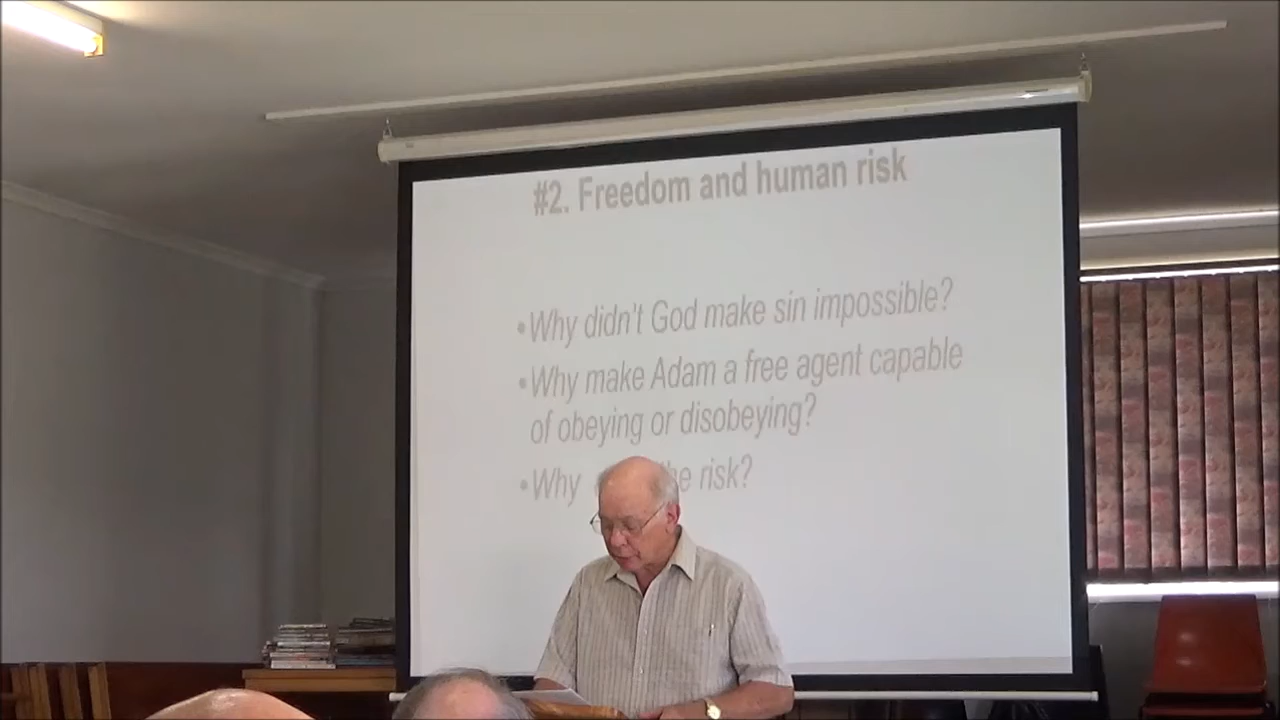 #2. Freedom and human risk
•Why didn't God make sin impossible?
•Why make Adam a free agent capable
of obeying or disobeying?
•Why he risk?